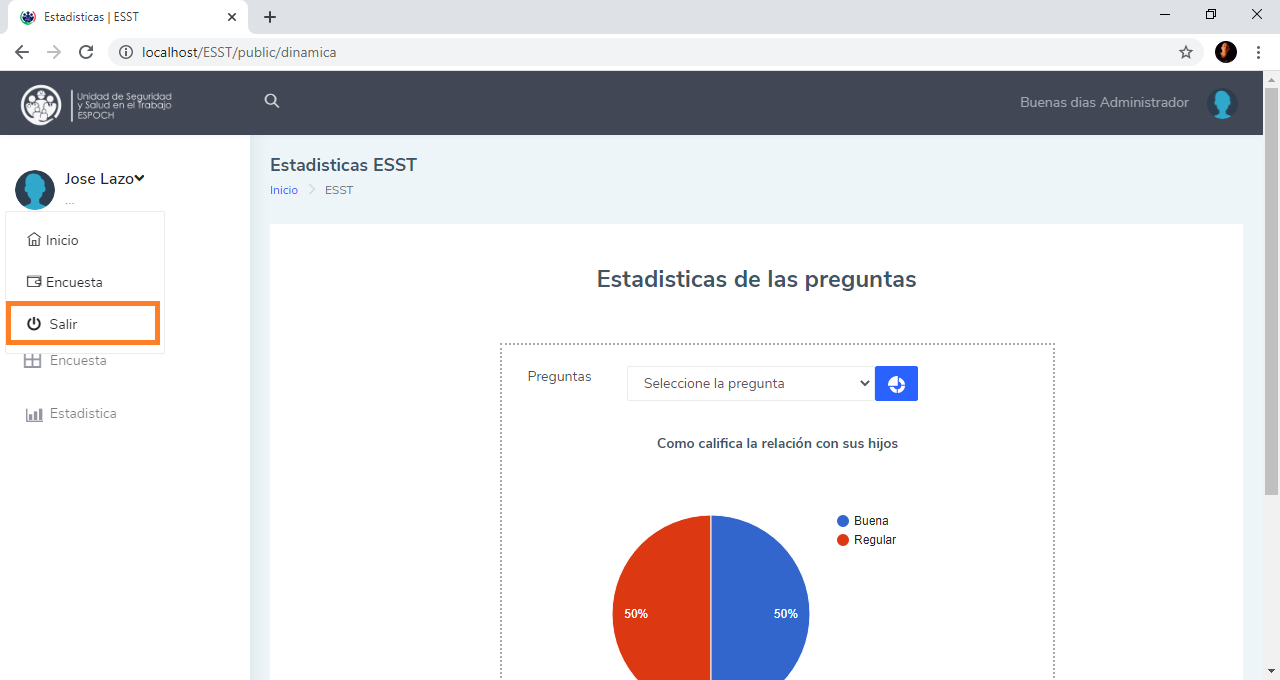 Estadisticas | ESST
localhost/ESST/public/dinamica
Unidad de Seguridad
y Salud en el Trabajo
ESPOCH
Buenas dias Administrador
Jose Lazo
...
Inicio
Encuesta
Salir
Encuesta
Estadistica
Estadisticas ESST
Inicio > ESST
Estadisticas de las preguntas
Preguntas
Seleccione la pregunta
Como califica la relación con sus hijos
Buena
Regular
50%
50%